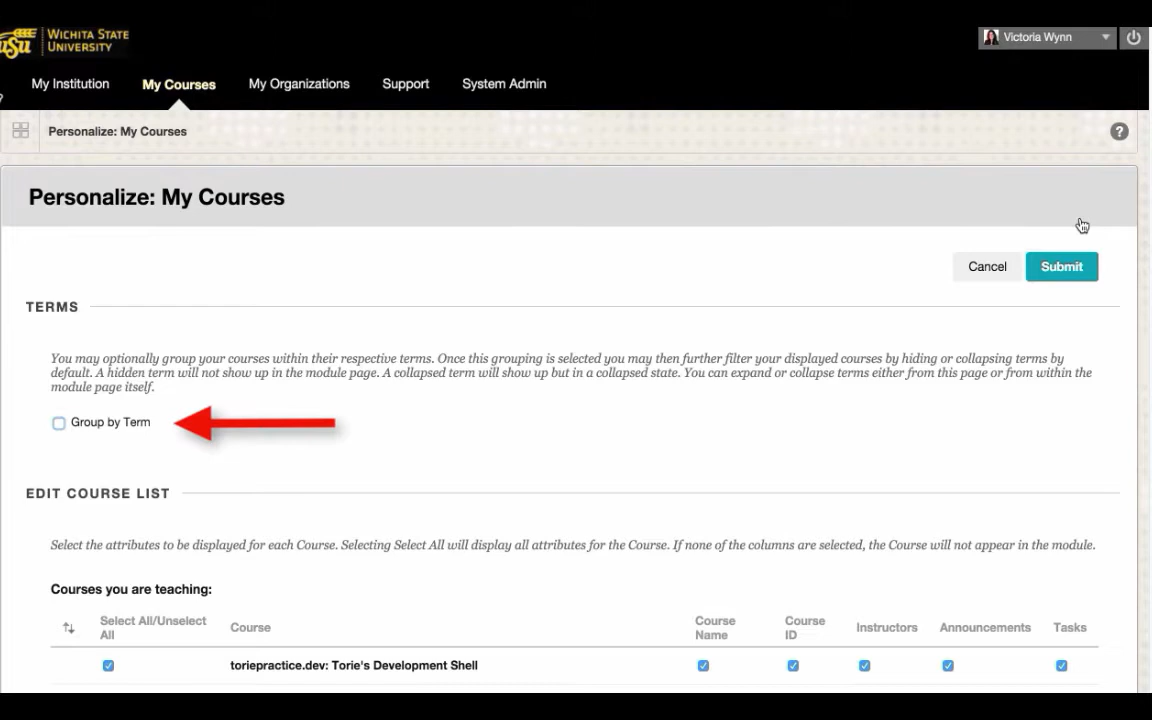 WICHITA STATE
UNIVERSITY
Victoria Wynn
My Institution My Courses My Organizations Support System Admin
Personalize: My Courses
?
Personalize: My Courses
Cancel Submit
TERMS
You may optionally group your courses within their respective terms. Once this grouping is selected you may then further filter your displayed courses by hiding or collapsing terms by
default. A hidden term will not show up in the module page. A collapsed term will show up but in a collapsed state. You can expand or collapse terms either from this page or from within the
module page itself.
Group by Term
EDIT COURSE LIST
Select the attributes to be displayed for each Course. Selecting Select All will display all attributes for the Course. If none of the columns are selected, the Course will not appear in the module.
Courses you are teaching:
Select All/Unselect
All
Course
Course
Name
Course
ID
Instructors
Announcements
Tasks
toriepractice.dev: Torie's Development Shell